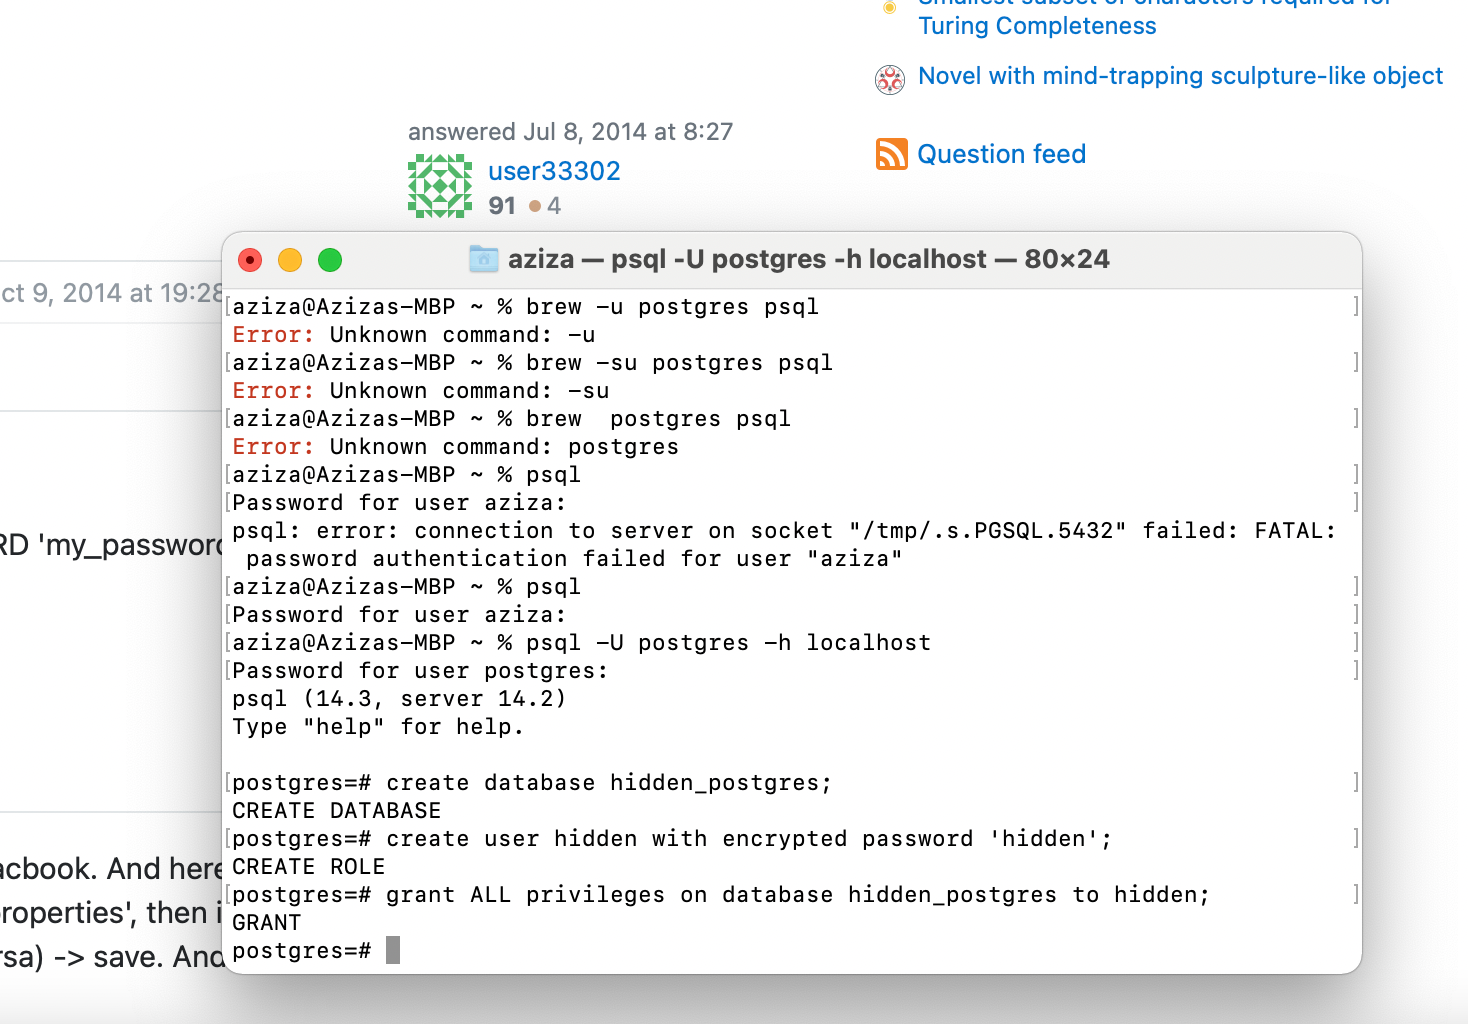 Smallest subset of characters required for
Turing Completeness
Novel with mind-trapping sculpture-like object
answered Jul 8, 2014 at 8:27
user33302
91 4
Question feed
aziza — psql -U postgres -h localhost — 80×24
ct 9, 2014 at 19:28
[aziza@Azizas-MBP ~ % brew -u postgres psql ]
Error: Unknown command: -u
[aziza@Azizas-MBP ~ % brew -su postgres psql ]
Error: Unknown command: -su
[aziza@Azizas-MBP ~ % brew  postgres psql ]
Error: Unknown command: postgres
[aziza@Azizas-MBP ~ % psql ]
[Password for user aziza: ]
psql: error: connection to server on socket "/tmp/.s.PGSQL.5432" failed: FATAL:
RD 'my_password
 password authentication failed for user "aziza"
[aziza@Azizas-MBP ~ % psql ]
[Password for user aziza: ]
[aziza@Azizas-MBP ~ % psql -U postgres -h localhost ]
[Password for user postgres: ]
psql (14.3, server 14.2)
Type "help" for help.
[postgres=# create database hidden_postgres; ]
CREATE DATABASE
[postgres=# create user hidden with encrypted password 'hidden'; ]
acbook. And here
CREATE ROLE
[postgres=# grant ALL privileges on database hidden_postgres to hidden; ]
roperties', then i
GRANT
postgres=#
rsa) -> save. And